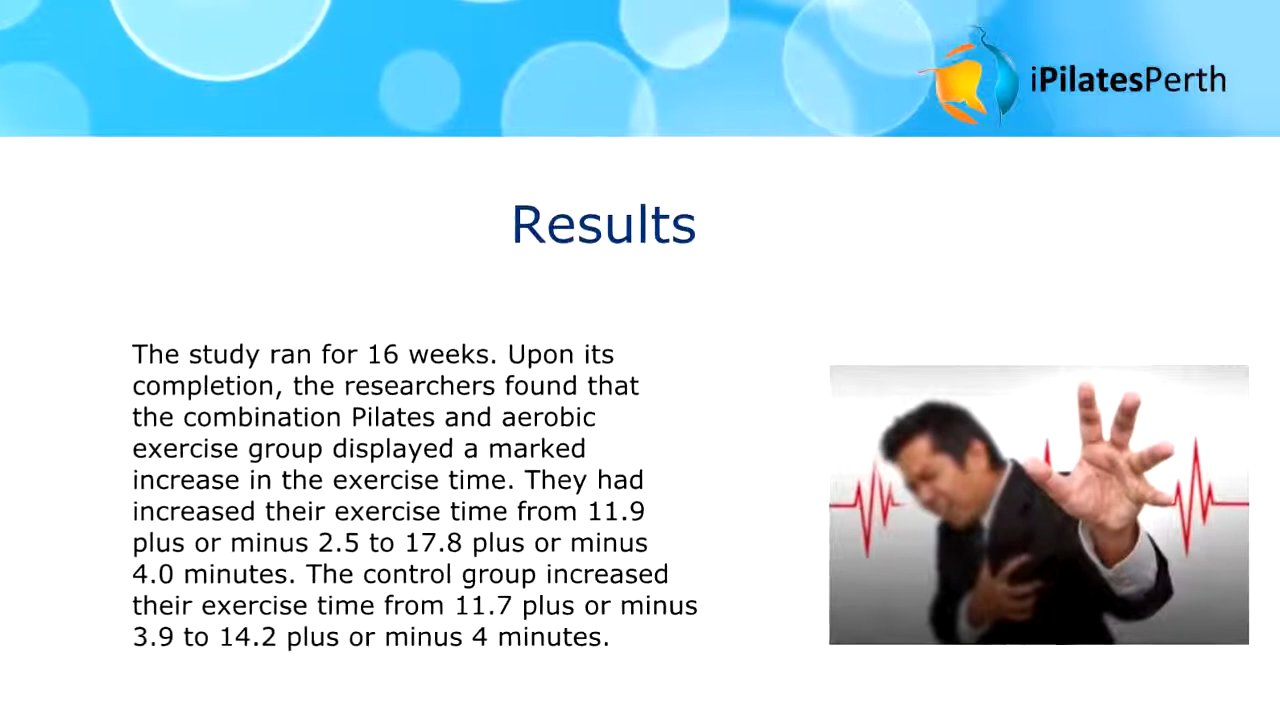 iPilatesPerth
Results
The study ran for 16 weeks. Upon its
completion, the researchers found that
the combination Pilates and aerobic
exercise group displayed a marked
increase in the exercise time. They had
increased their exercise time from 11.9
plus or minus 2.5 to 17.8 plus or minus
4.0 minutes. The control group increased
their exercise time from 11.7 plus or minus
3.9 to 14.2 plus or minus 4 minutes.